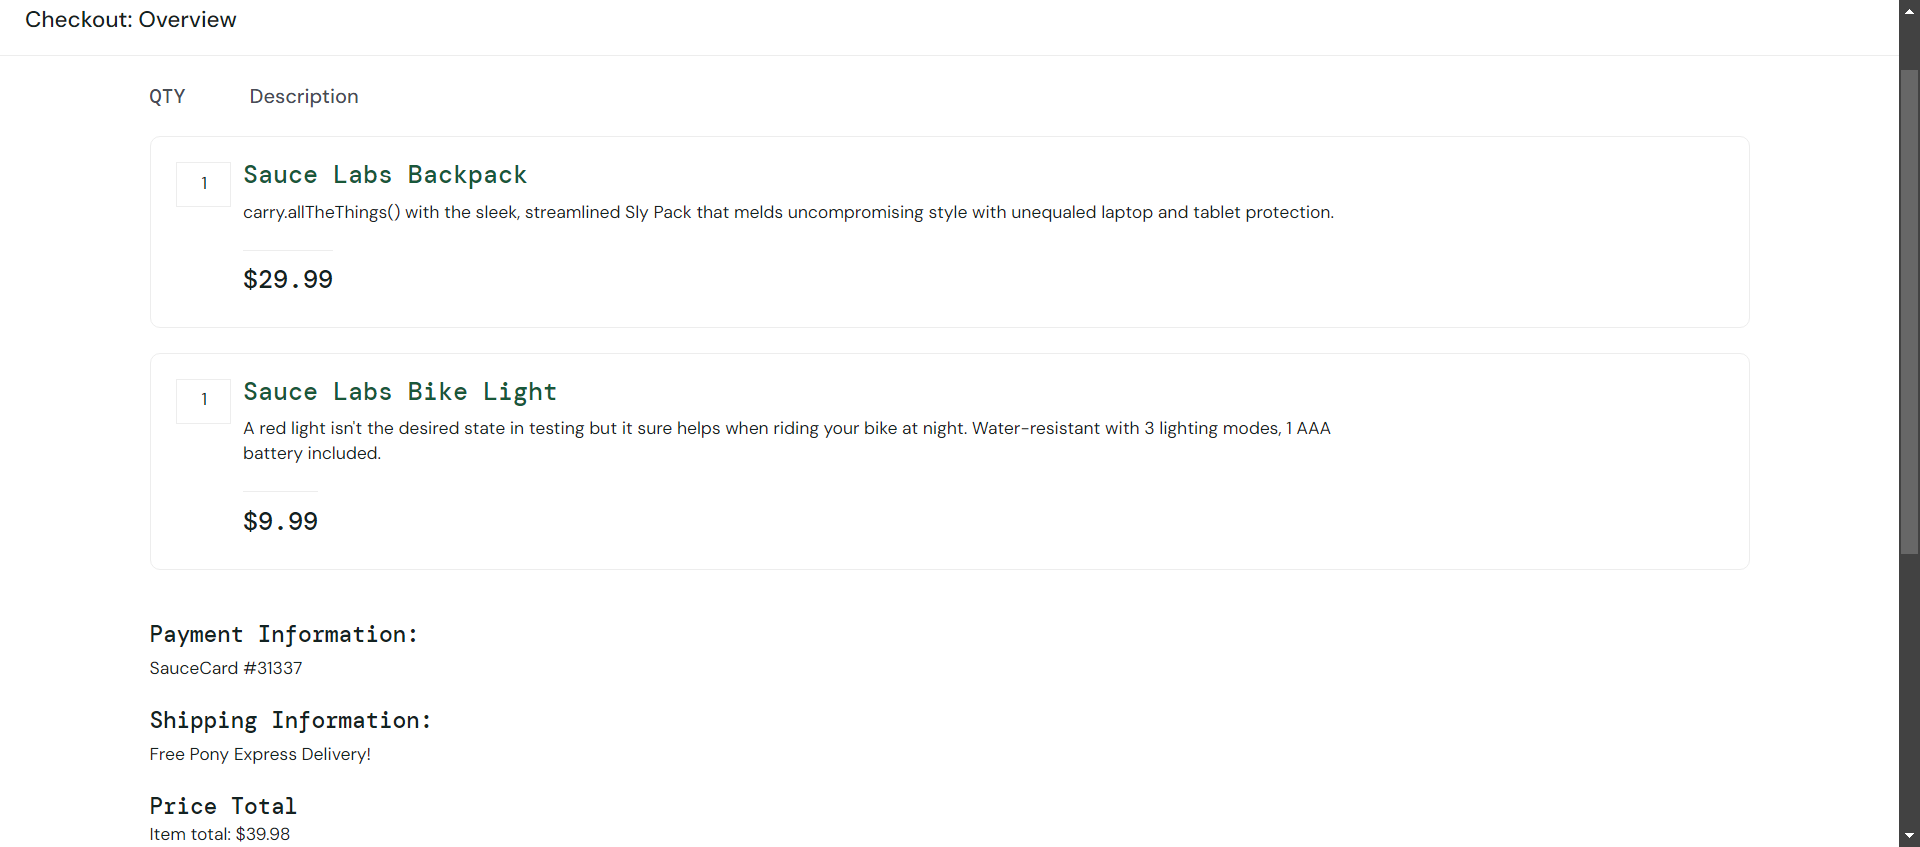 Checkout: Overview
QTY Description
1 Sauce Labs Backpack
carry.allTheThings() with the sleek, streamlined Sly Pack that melds uncompromising style with unequaled laptop and tablet protection.
$29.99
1 Sauce Labs Bike Light
A red light isn't the desired state in testing but it sure helps when riding your bike at night. Water-resistant with 3 lighting modes, 1 AAA
battery included.
$9.99
Payment Information:
SauceCard #31337
Shipping Information:
Free Pony Express Delivery!
Price Total
Item total: $39.98